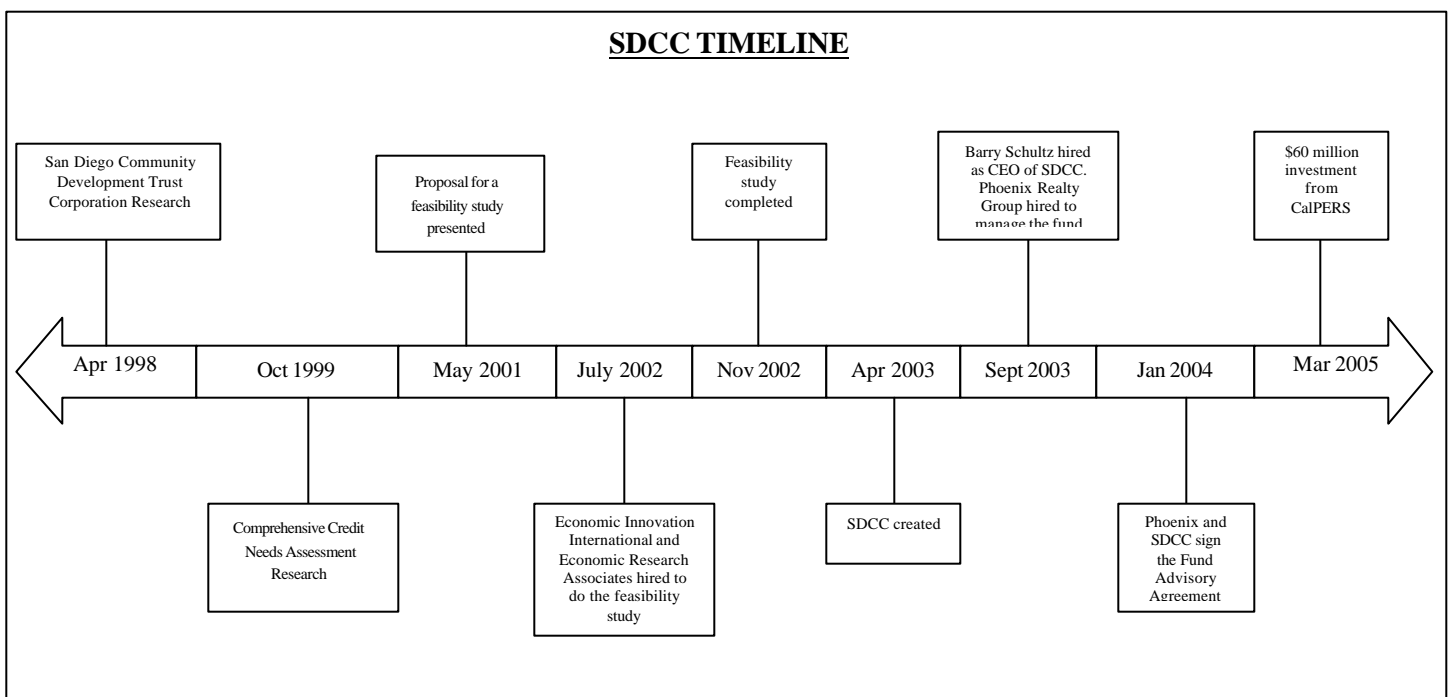 SDCC TIMELINE
San Diego Community
Development Trust
Corporation Research
Proposal for a
feasibility study
presented
Feasibility
study
completed
Barry Schultz hired
as CEO of SDCC.
Phoenix Realty
Group hired to
manage the fund
$60 million
investment
from
CalPERS
Apr 1998
Oct 1999
May 2001
July 2002
Nov 2002
Apr 2003
Sept 2003
Jan 2004
Mar 2005
Comprehensive Credit
Needs Assessment
Research
Economic Innovation
International and
Economic Research
Associates hired to
do the feasibility
study
SDCC created
Phoenix and
SDCC sign
the Fund
Advisory
Agreement